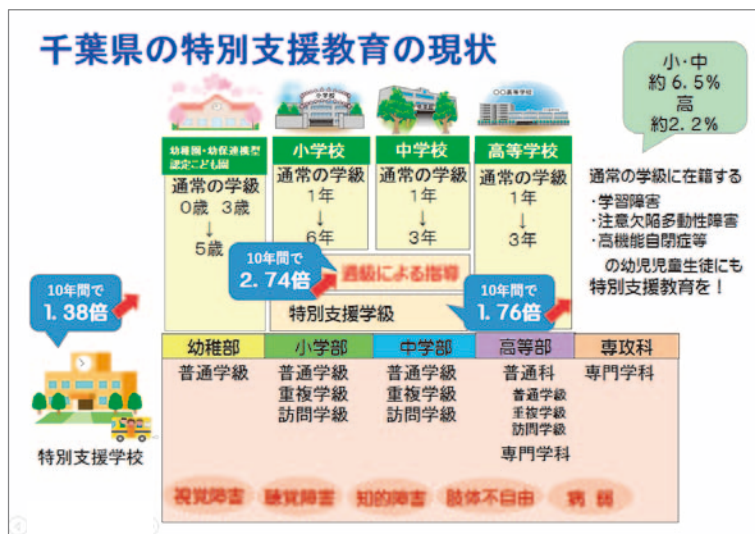 千葉県の特別支援教育の現状
小・中
約6.5%
高
約2.2%
小学校
〇〇高等学校
幼稚園・幼保連携型
認定こども園
通常の学級
0歳 3歳
↓
5歳
小学校
通常の学級
1年
↓
6年
中学校
通常の学級
1年
↓
3年
高等学校
通常の学級
1年
↓
3年
通常の学級に在籍する
・学習障害
・注意欠陥多動性障害
・高機能自閉症等
の幼児児童生徒にも
特別支援教育を！
10年間で
2.74倍
通級による指導
10年間で
1.38倍
特別支援学級
10年間で
1.76倍
特別支援学校
幼稚部
普通学級
小学部
普通学級
重複学級
訪問学級
中学部
普通学級
重複学級
訪問学級
高等部
普通科
普通学級
重複学級
訪問学級
専門学科
専攻科
専門学科
視覚障害
聴覚障害
知的障害
肢体不自由
病弱